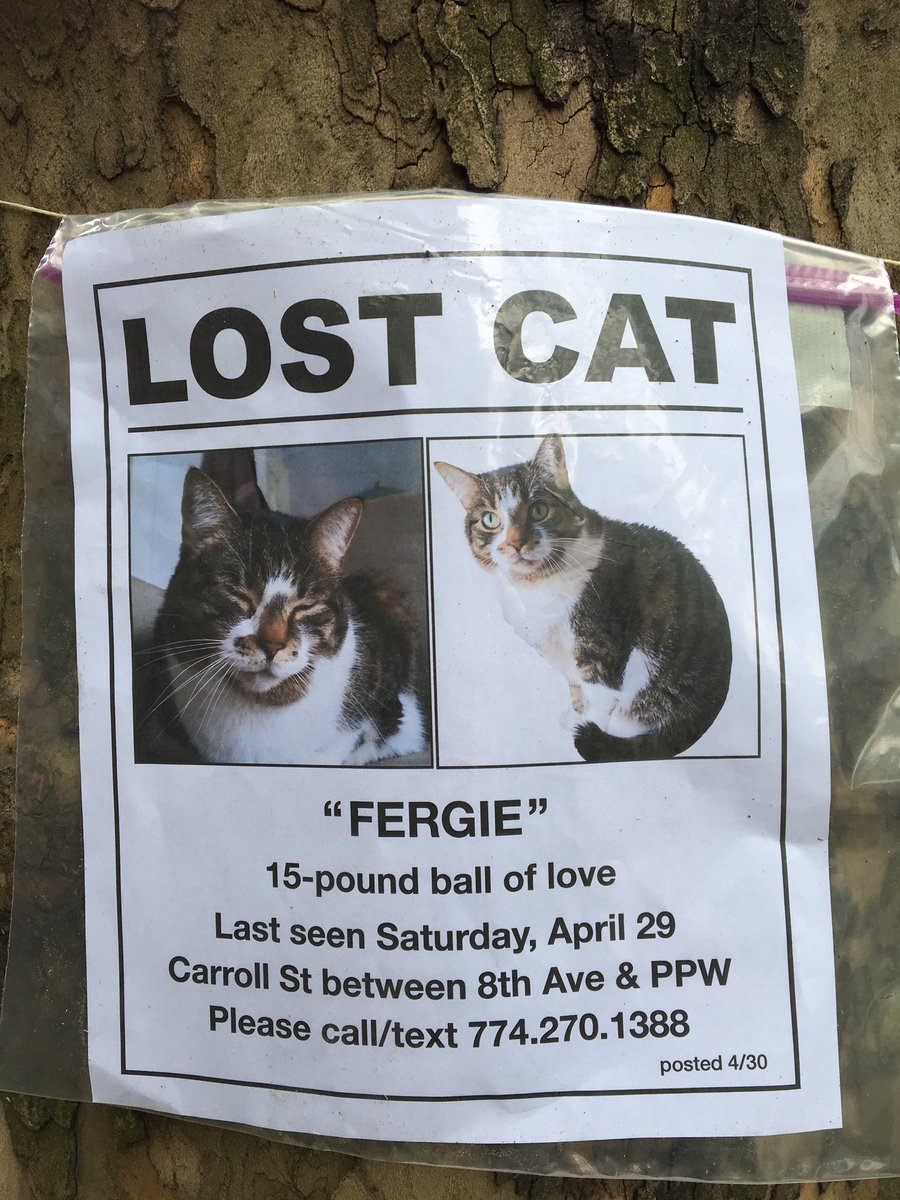 LOST CAT
“FERGIE”
15-pound ball of love
Last seen Saturday, April 29
Carroll St between 8th Ave & PPW
Please call/text 774.270.1388
posted 4/30